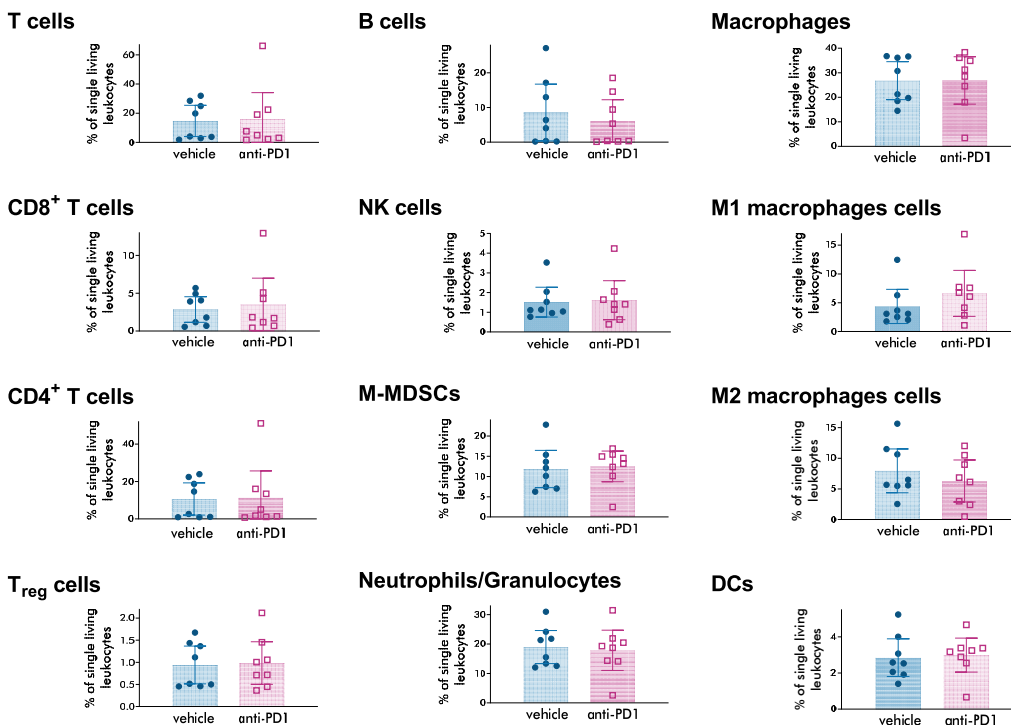 T cells
% of single living
leukocytes
60
40
20
0
vehicle
anti-PD1
B cells
% of single living
leukocytes
20
10
0
vehicle
anti-PD1
Macrophages
% of single living
leukocytes
40
30
20
10
0
vehicle
anti-PD1
CD8+ T cells
% of single living
leukocytes
10
5
0
vehicle
anti-PD1
NK cells
% of single living
leukocytes
5
4
3
2
1
0
vehicle
anti-PD1
M1 macrophages cells
% of single living
leukocytes
15
10
5
0
vehicle
anti-PD1
CD4+ T cells
% of single living
leukocytes
40
20
0
vehicle
anti-PD1
M-MDSCs
% of single living
leukocytes
20
15
10
5
0
vehicle
anti-PD1
M2 macrophages cells
% of single living
leukocytes
15
10
5
0
vehicle
anti-PD1
Treg cells
% of single living
leukocytes
2.0
1.5
1.0
0.5
0.0
vehicle
anti-PD1
Neutrophils/Granulocytes
% of single living
leukocytes
30
20
10
0
vehicle
anti-PD1
DCs
% of single living
leukocytes
4
2
0
vehicle
anti-PD1